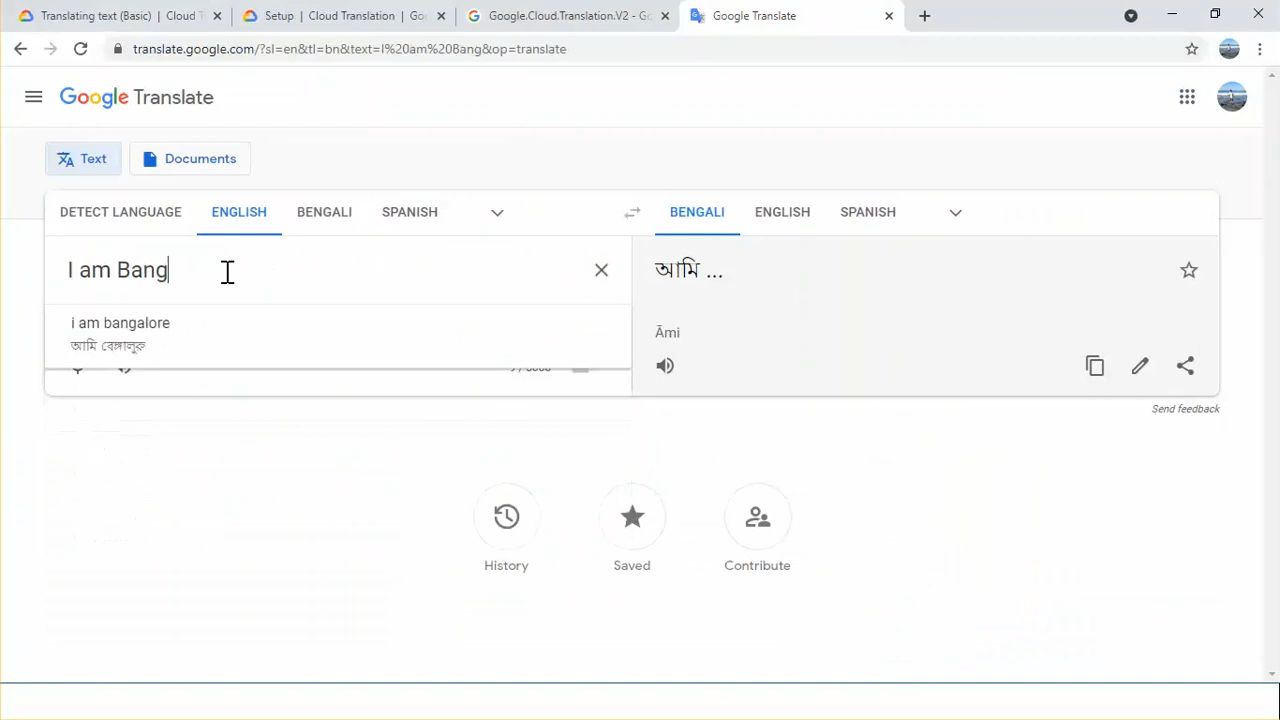 Translating text (Basic) | Cloud T
Setup | Cloud Translation | Go
Google.Cloud.Translation.V2 - Go
Google Translate
translate.google.com/?sl=en&tl=bn&text=I%20am%20Bang&op=translate
Google Translate
Text
Documents
DETECT LANGUAGE ENGLISH BENGALI SPANISH
BENGALI ENGLISH SPANISH
I am Bang
আমি ...
i am bangalore
আমি বেঙ্গালুরু
Āmi
Send feedback
History
Saved
Contribute